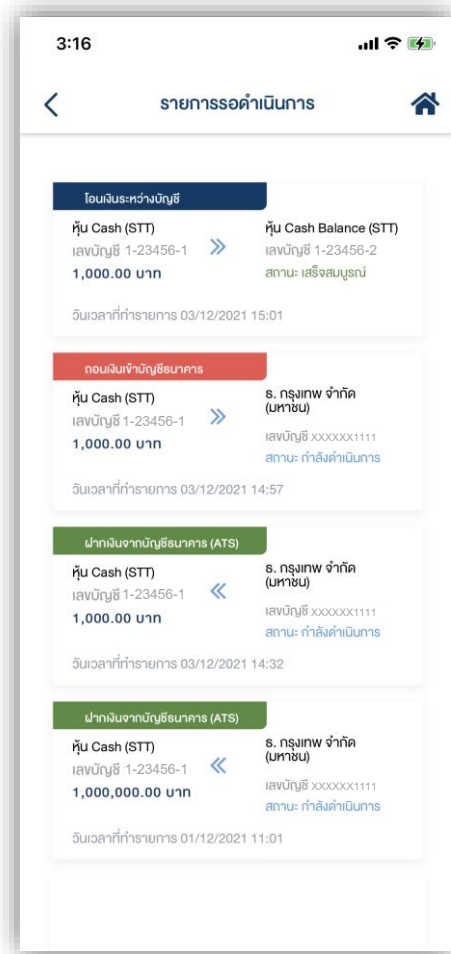 3:16
รายการรอดำเนินการ
โอนเงินระหว่างบัญชี
หุ้น Cash (STT)
เลขบัญชี 1-23456-1
1,000.00 บาท
หุ้น Cash Balance (STT)
เลขบัญชี 1-23456-2
สถานะ เสร็จสมบูรณ์
วันเวลาที่ทำรายการ 03/12/2021 15:01
ถอนเงินเข้าบัญชีธนาคาร
หุ้น Cash (STT)
เลขบัญชี 1-23456-1
1,000.00 บาท
ธ. กรุงเทพ จำกัด
(มหาชน)
เลขบัญชี xxxxxx1111
สถานะ กำลังดำเนินการ
วันเวลาที่ทำรายการ 03/12/2021 14:57
ฝากเงินจากบัญชีธนาคาร (ATS)
หุ้น Cash (STT)
เลขบัญชี 1-23456-1
1,000.00 บาท
ธ. กรุงเทพ จำกัด
(มหาชน)
เลขบัญชี xxxxxx1111
สถานะ กำลังดำเนินการ
วันเวลาที่ทำรายการ 03/12/2021 14:32
ฝากเงินจากบัญชีธนาคาร (ATS)
หุ้น Cash (STT)
เลขบัญชี 1-23456-1
1,000,000.00 บาท
ธ. กรุงเทพ จำกัด
(มหาชน)
เลขบัญชี xxxxxx1111
สถานะ กำลังดำเนินการ
วันเวลาที่ทำรายการ 01/12/2021 11:01